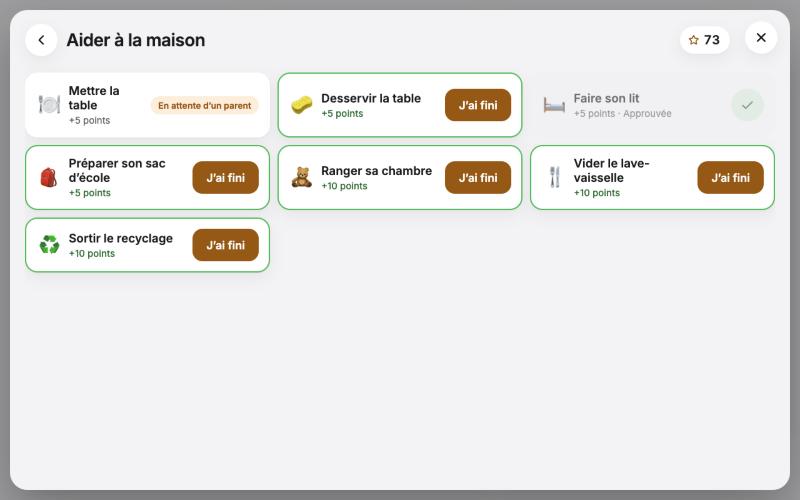 Aider à la maison
73
Mettre la
table
+5 points
En attente d'un parent
Desservir la table
+5 points
J'ai fini
Faire son lit
+5 points · Approuvée
Préparer son sac
d'école
+5 points
J'ai fini
Ranger sa chambre
+10 points
J'ai fini
Vider le lave-
vaisselle
+10 points
J'ai fini
Sortir le recyclage
+10 points
J'ai fini